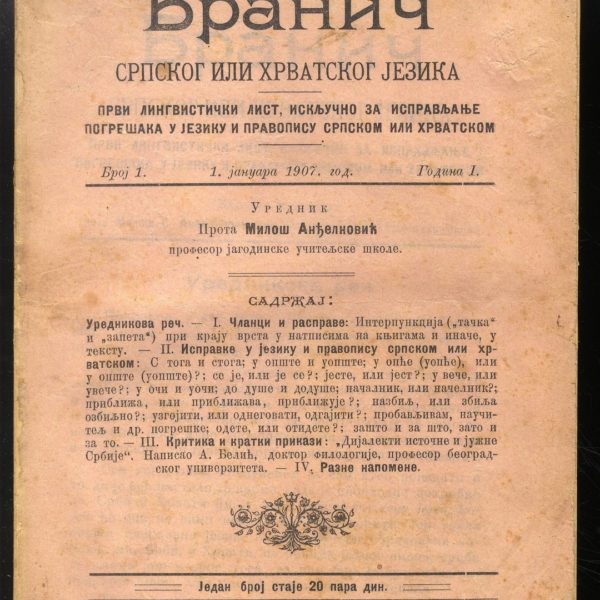 Бранич
СРПСКОГ ИЛИ ХРВАТСКОГ ЈЕЗИКА
ПРВИ ЛИНГВИСТИЧКИ ЛИСТ, ИСКЉУЧНО ЗА ИСПРАВЉАЊЕ
ПОГРЕШАКА У ЈЕЗИКУ И ПРАВОПИСУ СРПСКОМ ИЛИ ХРВАТСКОМ
Број 1. 1. јануара 1907. год. Година I.
Уредник
Прота Милош Анђелковић
професор јагодинске учитељске школе.
САДРЖАЈ:
Уредникова реч. — I. Чланци и расправе: Интерпункција („тачка“
и „запета“) при крају врста у натписима на књигама и иначе, у
тексту. — II. Исправке у језику и правопису српском или хр-
ватском: С тога и стога; у опште и уопште; у опће (уопће), или
у општe (уопште)?; се је, или је се?; јесте, или јест?; у вече, или
увече?; у очи и уочи; до душе и додуше; началник, или начелник?;
приближа, или приближава, приближује?; назбиљ, или збиља
озбиљно?; узгојити, или однеговати, одгајити?; пробављивам, научи-
тељ и др. погрешке; одете, или отидете?; зашто и за што, зато и
за то. — III. Критика и кратки прикази: „Дијалекти источне и јужне
Србије“. Написко А. Белић, доктор филологије, професор београд-
ског универзитета. — IV. Разне напомене.
Један број стаје 20 пара дин.